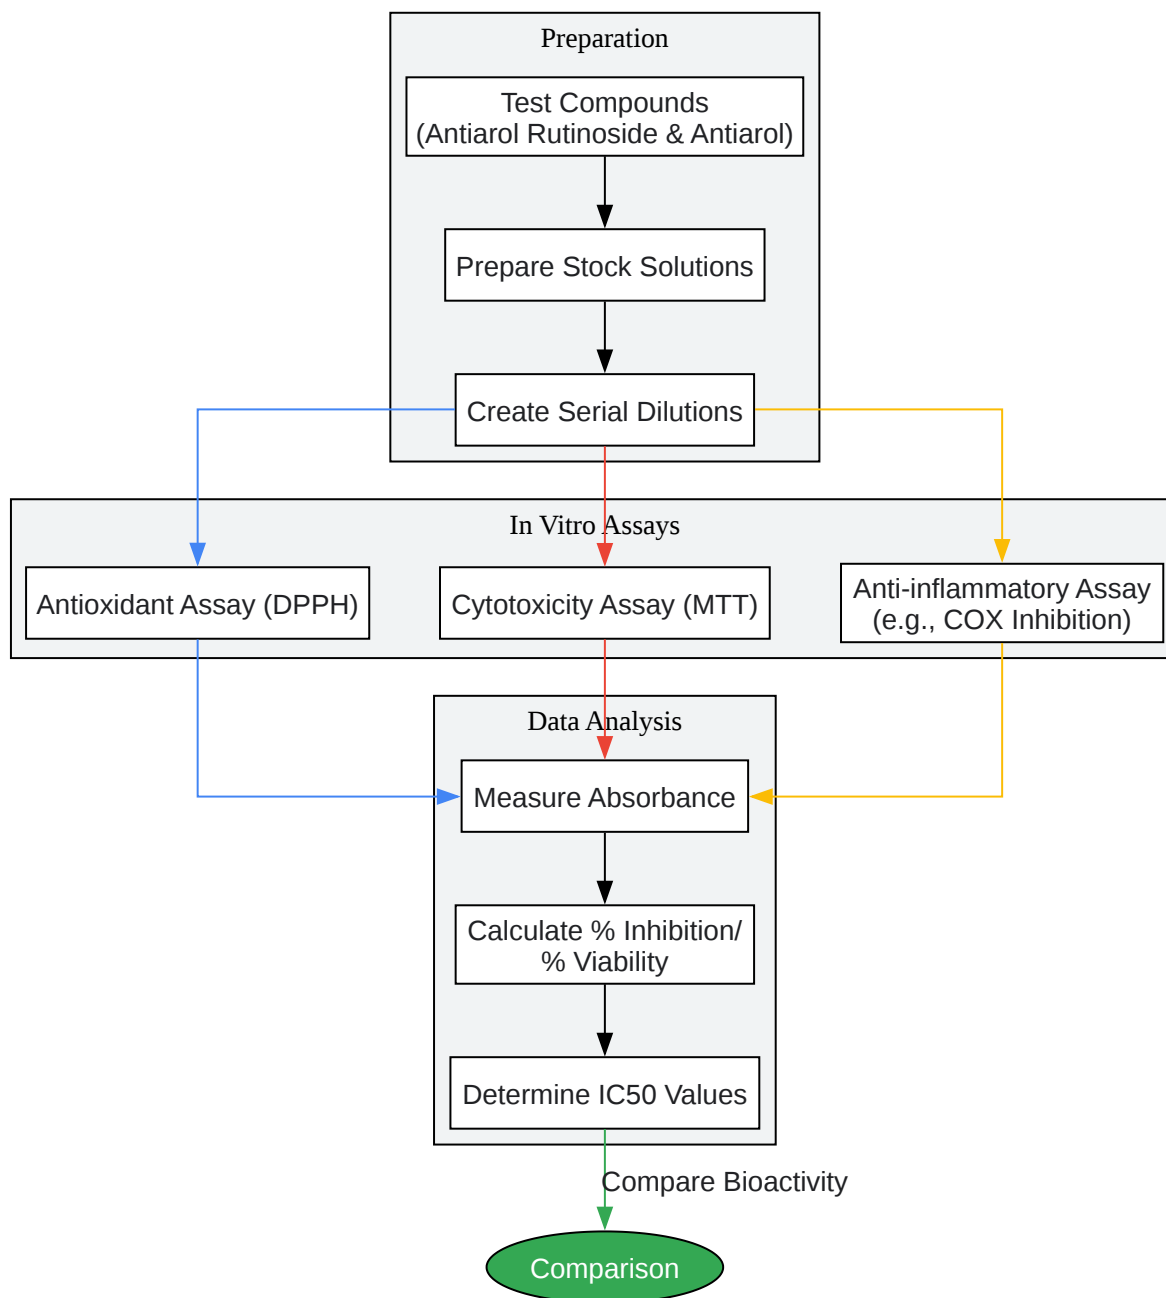 Preparation
Test Compounds
(Antiarol Rutinoside & Antiarol)
Prepare Stock Solutions
Create Serial Dilutions
In Vitro Assays
Antioxidant Assay (DPPH)
Cytotoxicity Assay (MTT)
Anti-inflammatory Assay
(e.g., COX Inhibition)
Data Analysis
Measure Absorbance
Calculate % Inhibition/
% Viability
Determine IC50 Values
Compare Bioactivity
Comparison